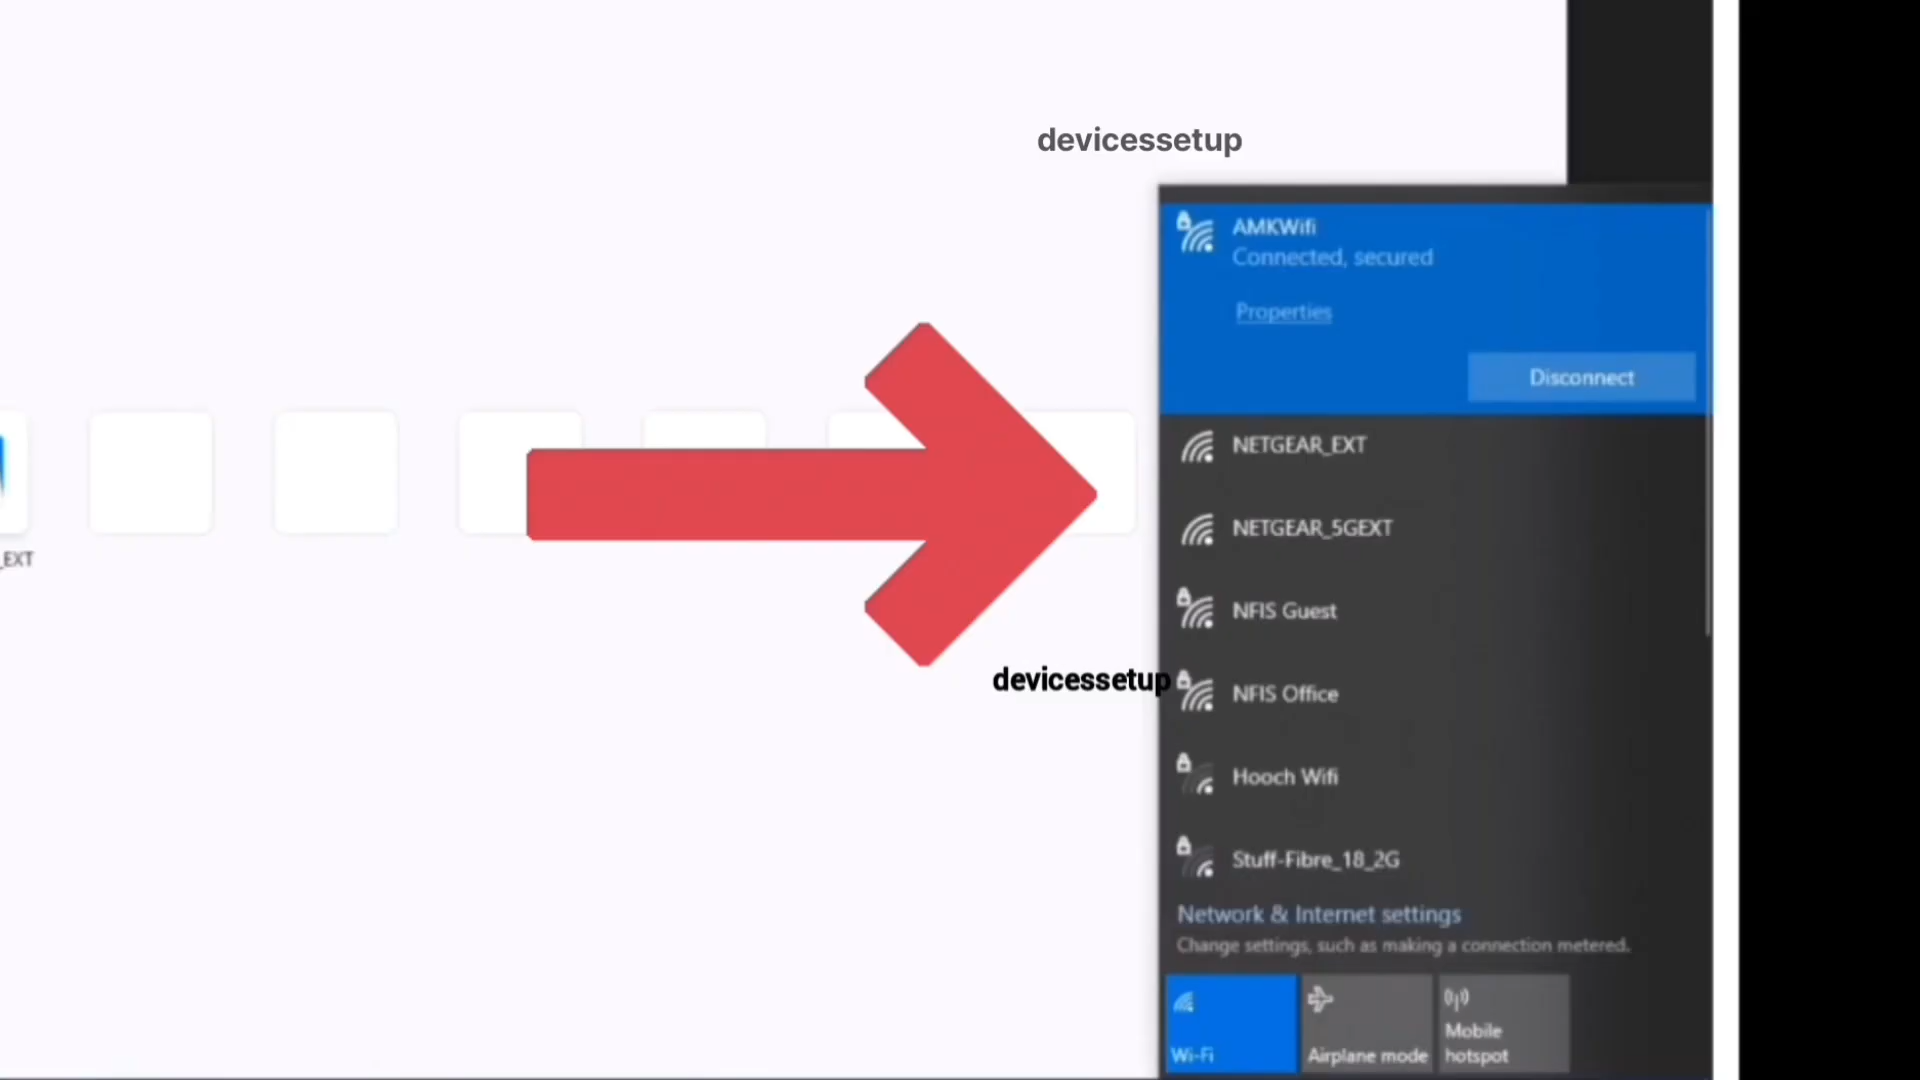 devicessetup
AMKWifi
Connected, secured
Properties
Disconnect
NETGEAR_EXT
NETGEAR_5GEXT
_EXT
NFIS Guest
devicessetup
NFIS Office
Hooch Wifi
Stuff-Fibre_18_2G
Network & Internet settings
Change settings, such as making a connection metered.
Wi-Fi
Airplane mode
Mobile
hotspot